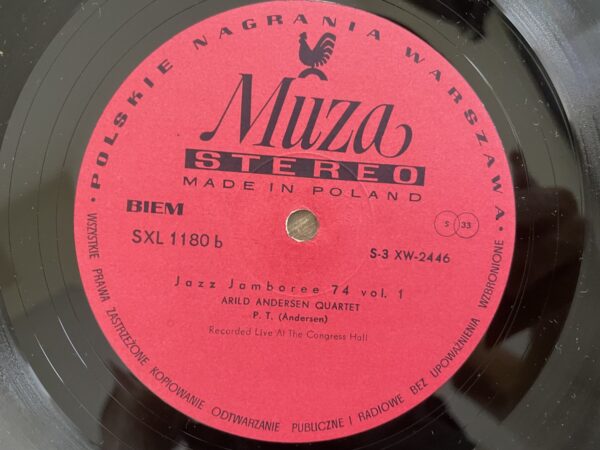 • POLSKIE NAGRANIA WARSZAWA •
Muza
STEREO
MADE IN POLAND
BIEM
S 33
SXL 1180 b
S-3 XW-2446
Jazz Jamboree 74 vol. 1
ARILD ANDERSEN QUARTET
P. T. (Andersen)
Recorded Live At The Congress Hall
WSZYSTKIE PRAWA ZASTRZEŻONE KOPIOWANIE ODTWARZANIE PUBLICZNE I RADIOWE BEZ UPOWAŻNIENIA WZBRONIONE